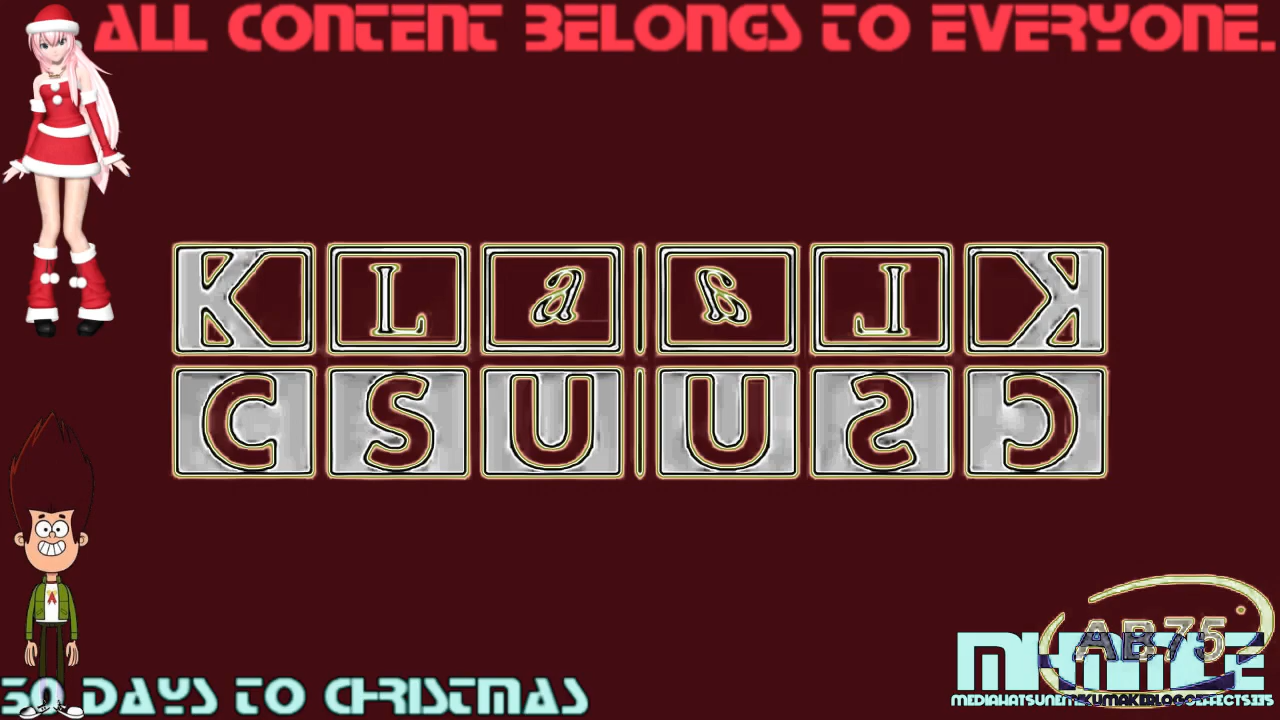 ALL CONTENT BELONGS TO EVERYONE.
K L a a L K
C S U U S C
AB75
30 DAYS TO CHRISTMAS